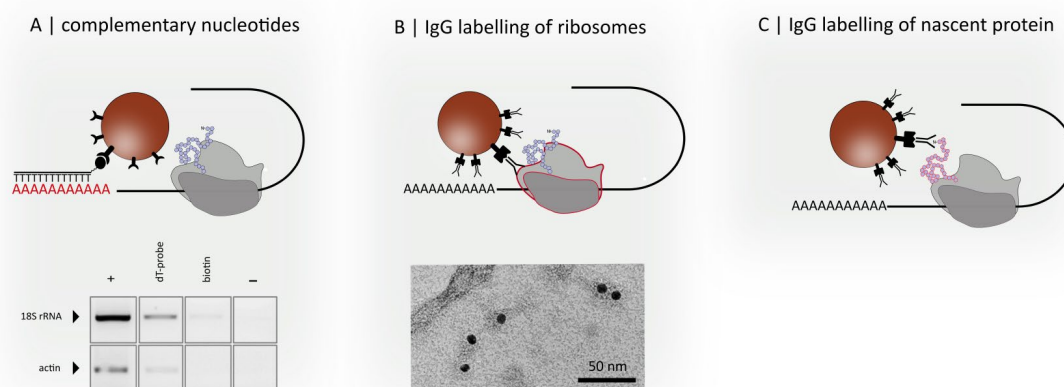 A | complementary nucleotides
AAAAAAAAAAA
+
dT-probe
biotin
–
18S rRNA
actin
B | IgG labelling of ribosomes
AAAAAAAAAAA
50 nm
C | IgG labelling of nascent protein
AAAAAAAAAAA